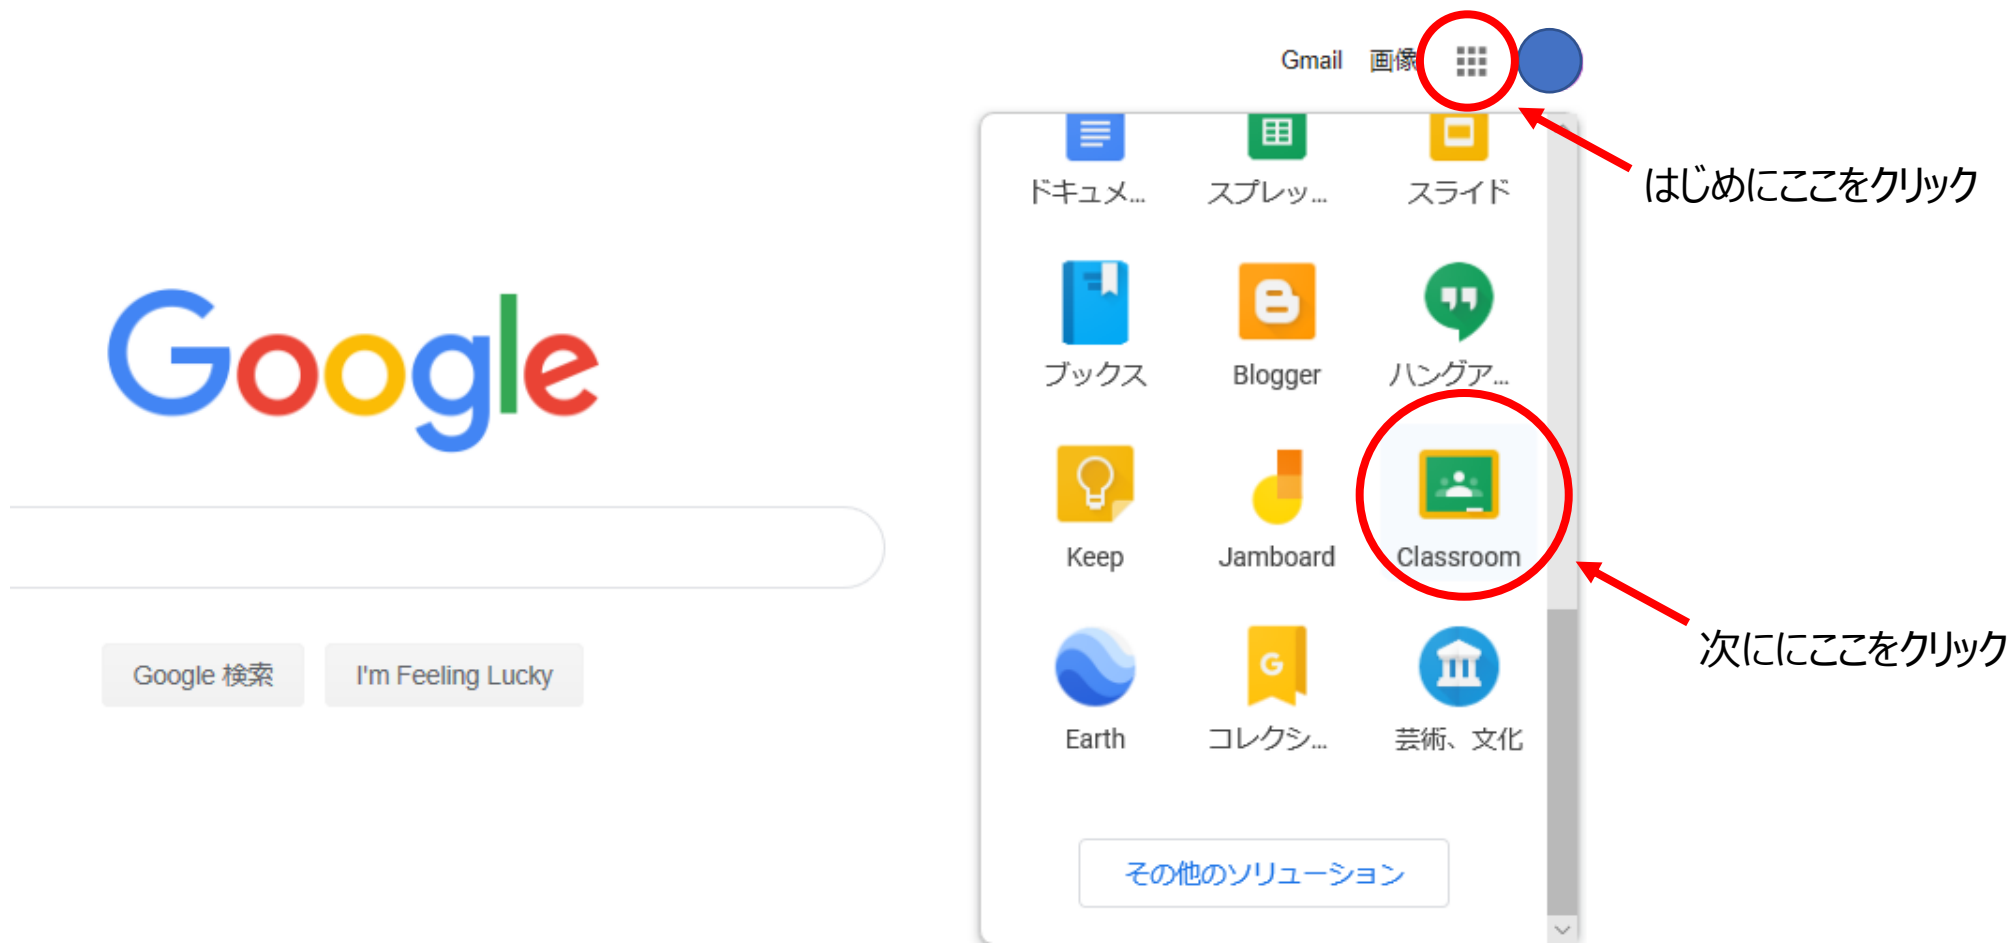 Gmail 画像
はじめにここをクリック
ドキュメ... スプレッ... スライド
Google
ブックス Blogger ハングア...
Keep Jamboard Classroom
次ににここをクリック
Google 検索 I'm Feeling Lucky
Earth コレクシ... 芸術、文化
その他のソリューション